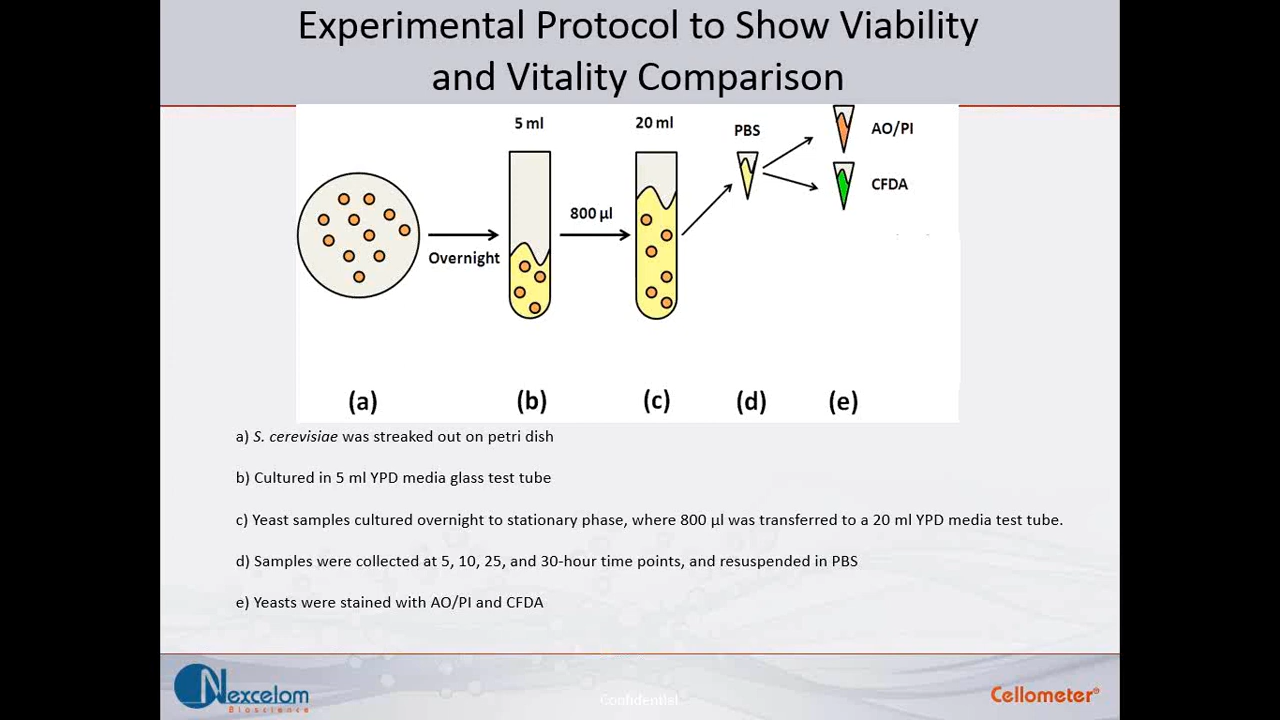 Experimental Protocol to Show Viability
and Vitality Comparison
5 ml
20 ml
PBS
AO/PI
CFDA
800 µl
Overnight
(a)
(b)
(c)
(d)
(e)
a) S. cerevisiae was streaked out on petri dish
b) Cultured in 5 ml YPD media glass test tube
c) Yeast samples cultured overnight to stationary phase, where 800 µl was transferred to a 20 ml YPD media test tube.
d) Samples were collected at 5, 10, 25, and 30-hour time points, and resuspended in PBS
e) Yeasts were stained with AO/PI and CFDA
Nexcelom
Bioscience
Confidential
Cellometer®